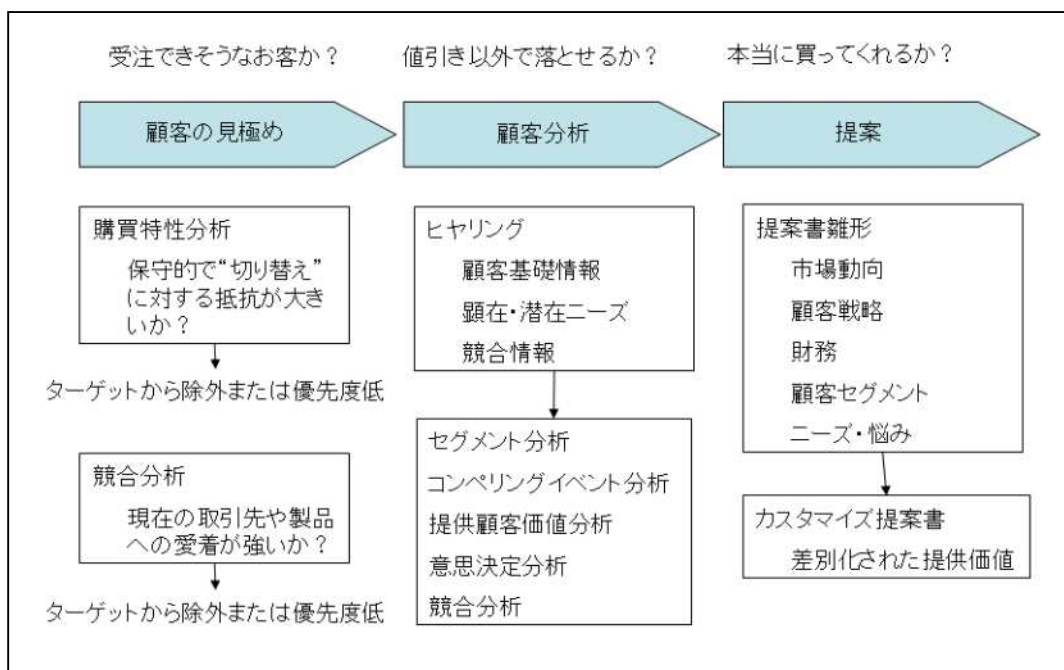 受注できそうなお客か？
値引き以外で落とせるか？
本当に買ってくれるか？
顧客の見極め
顧客分析
提案
購買特性分析
保守的で“切り替え”
に対する抵抗が大き
いか？
ターゲットから除外または優先度低
競合分析
現在の取引先や製品
への愛着が強いか？
ターゲットから除外または優先度低
ヒヤリング
顧客基礎情報
顕在・潜在ニーズ
競合情報
セグメント分析
コンペリングイベント分析
提供顧客価値分析
意思決定分析
競合分析
提案書雛形
市場動向
顧客戦略
財務
顧客セグメント
ニーズ・悩み
カスタマイズ提案書
差別化された提供価値